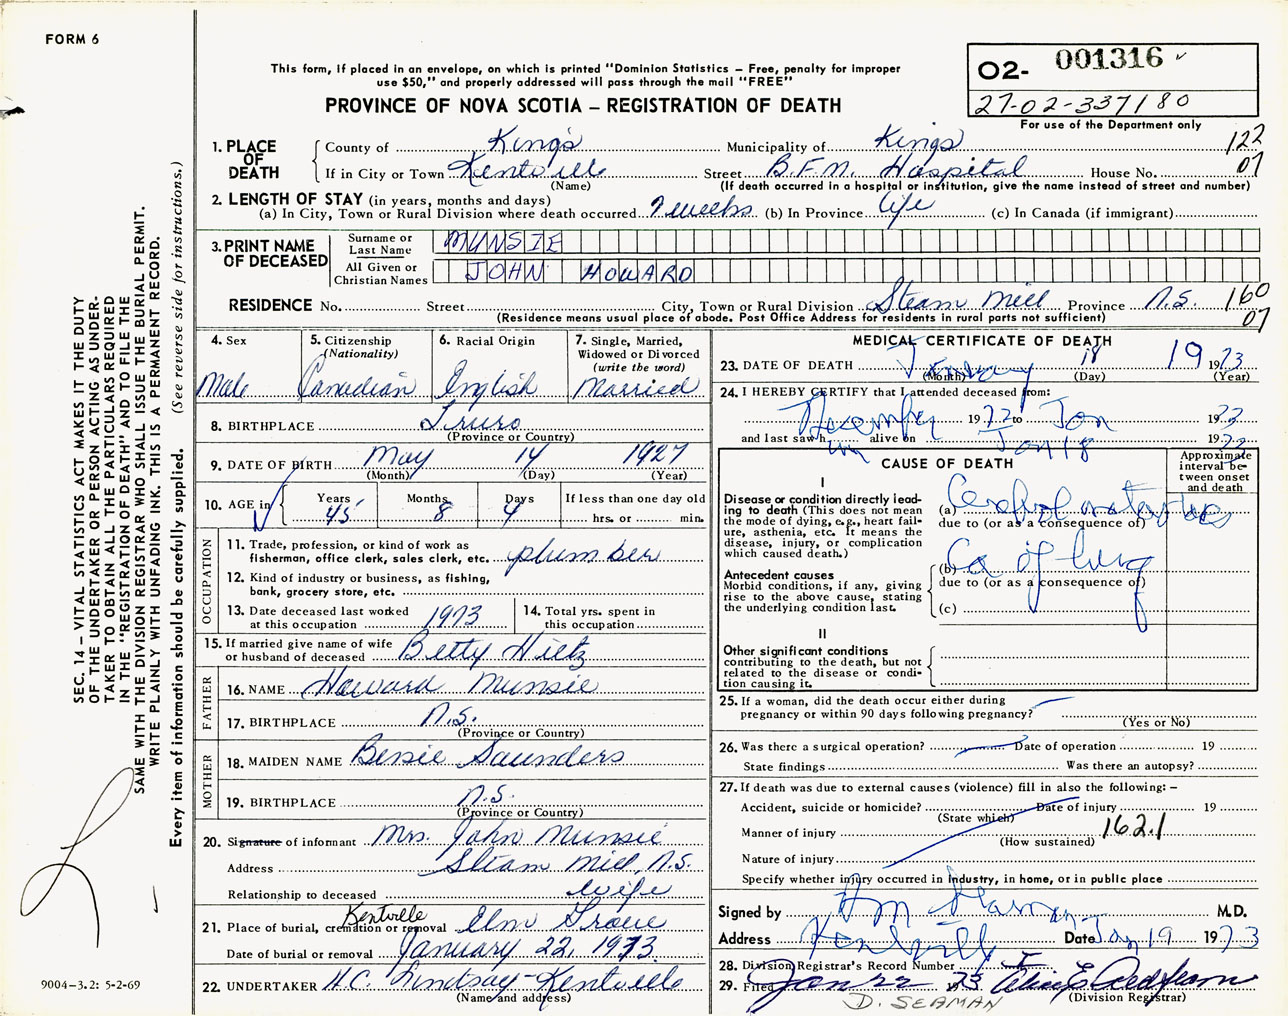 FORM 6
This form, if placed in an envelope, on which is printed "Dominion Statistics – Free, penalty for improper
use $50," and properly addressed will pass through the mail "FREE"
PROVINCE OF NOVA SCOTIA – REGISTRATION OF DEATH
O2- 001316
27-02-337180
For use of the Department only
1. PLACE OF DEATH
County of Kings Municipality of Kings 122
If in City or Town Kentville Street B.F.M. Hospital House No. 07
(Name) (If death occurred in a hospital or institution, give the name instead of street and number)
2. LENGTH OF STAY (in years, months and days)
(a) In City, Town or Rural Division where death occurred 2 weeks (b) In Province Life (c) In Canada (if immigrant)
3. PRINT NAME OF DECEASED
Surname or Last Name MUNSIE
All Given or Christian Names JOHN HOWARD
RESIDENCE No. Street City, Town or Rural Division Steam Mill Province N.S. 160
(Residence means usual place of abode. Post Office Address for residents in rural parts not sufficient) 07
4. Sex Male
5. Citizenship (Nationality) Canadian
6. Racial Origin English
7. Single, Married, Widowed or Divorced (write the word) Married
8. BIRTHPLACE Truro
(Province or Country)
9. DATE OF BIRTH May 14 1927
(Month) (Day) (Year)
10. AGE in Years 45 Months 8 Days 4 If less than one day old
hrs. or min.
OCCUPATION
11. Trade, profession, or kind of work as
fisherman, office clerk, sales clerk, etc. plumber
12. Kind of industry or business, as fishing,
bank, grocery store, etc.
13. Date deceased last worked
at this occupation 1973
14. Total yrs. spent in
this occupation
15. If married give name of wife
or husband of deceased Betty Hiltz
FATHER
16. NAME Howard Munsie
17. BIRTHPLACE N.S.
(Province or Country)
MOTHER
18. MAIDEN NAME Bessie Saunders
19. BIRTHPLACE N.S.
(Province or Country)
20. Signature of informant Mrs. John Munsie
Address Steam Mill, N.S.
Relationship to deceased wife
21. Place of burial, cremation or removal Kentville Elm Grove
Date of burial or removal January 22, 1973.
22. UNDERTAKER H.C. Lindsay - Kentville
(Name and address)
MEDICAL CERTIFICATE OF DEATH
23. DATE OF DEATH January 18 19 1973
(Month) (Day) (Year)
24. I HEREBY CERTIFY that I attended deceased from:
December 1972 to Jan 1973
and last saw h im alive on Jan 18 1973
CAUSE OF DEATH
Approximate interval between onset and death
I
Disease or condition directly leading
to death (This does not mean
the mode of dying, e.g., heart failure,
asthenia, etc. It means the
disease, injury, or complication
which caused death.)
(a) Cerebral metastases
due to (or as a consequence of)
Antecedent causes
Morbid conditions, if any, giving
rise to the above cause, stating
the underlying condition last.
(b) Ca of lung
due to (or as a consequence of)
(c)
II
Other significant conditions
contributing to the death, but not
related to the disease or condition
causing it.
25. If a woman, did the death occur either during
pregnancy or within 90 days following pregnancy?
(Yes or No)
26. Was there a surgical operation? Date of operation 19
State findings Was there an autopsy?
27. If death was due to external causes (violence) fill in also the following: –
Accident, suicide or homicide? Date of injury 19
(State which)
Manner of injury 162.1
(How sustained)
Nature of injury
Specify whether injury occurred in industry, in home, or in public place
Signed by M.D.
Address Kentville Date Jan 19 1973
28. Division Registrar's Record Number
29. Filed Jan 22 1973
(Division Registrar)
D. SEAMAN
SEC. 14 – VITAL STATISTICS ACT MAKES IT THE DUTY
OF THE UNDERTAKER OR PERSON ACTING AS UNDER-
TAKER TO OBTAIN ALL THE PARTICULARS REQUIRED
IN THE "REGISTRATION OF DEATH" AND TO FILE THE
SAME WITH THE DIVISION REGISTRAR WHO SHALL ISSUE THE BURIAL PERMIT.
WRITE PLAINLY WITH UNFADING INK. THIS IS A PERMANENT RECORD.
Every item of information should be carefully supplied. (See reverse side for instructions.)
9004-3.2: 5-2-69